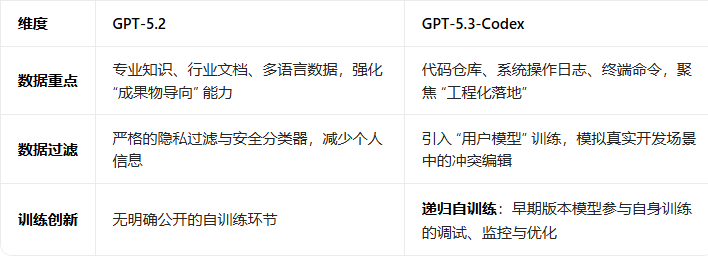 维度 GPT-5.2 GPT-5.3-Codex
数据重点 专业知识、行业文档、多语言数据，强化
“成果物导向” 能力
代码仓库、系统操作日志、终端命令，聚
焦 “工程化落地”
数据过滤 严格的隐私过滤与安全分类器，减少个人
信息
引入 “用户模型” 训练，模拟真实开发场景
中的冲突编辑
训练创新 无明确公开的自训练环节
递归自训练：早期版本模型参与自身训练
的调试、监控与优化